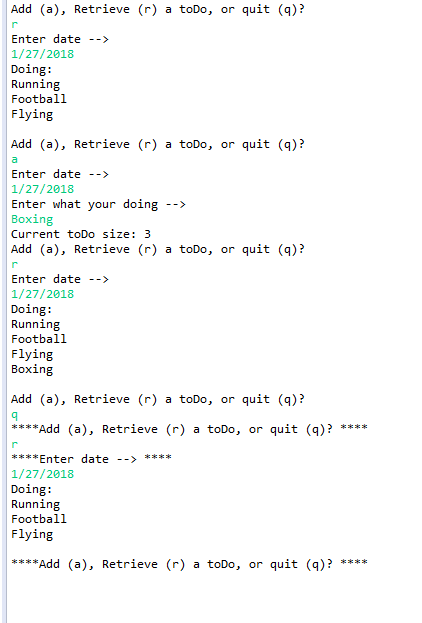 Add (a), Retrieve (r) a toDo, or quit (q)?
r
Enter date -->
1/27/2018
Doing:
Running
Football
Flying
Add (a), Retrieve (r) a toDo, or quit (q)?
a
Enter date -->
1/27/2018
Enter what your doing -->
Boxing
Current toDo size: 3
Add (a), Retrieve (r) a toDo, or quit (q)?
r
Enter date -->
1/27/2018
Doing:
Running
Football
Flying
Boxing
Add (a), Retrieve (r) a toDo, or quit (q)?
q
****Add (a), Retrieve (r) a toDo, or quit (q)? ****
r
****Enter date --> ****
1/27/2018
Doing:
Running
Football
Flying
****Add (a), Retrieve (r) a toDo, or quit (q)? ****